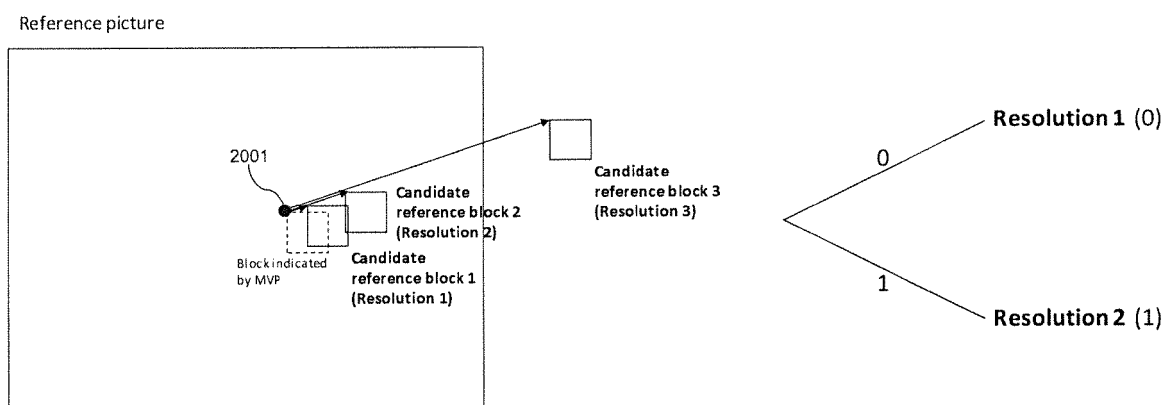 Reference picture
2001
Candidate
reference block 2
(Resolution 2)
Block indicated
by MVP
Candidate
reference block 1
(Resolution 1)
Candidate
reference block 3
(Resolution 3)
0
Resolution 1 (0)
1
Resolution 2 (1)